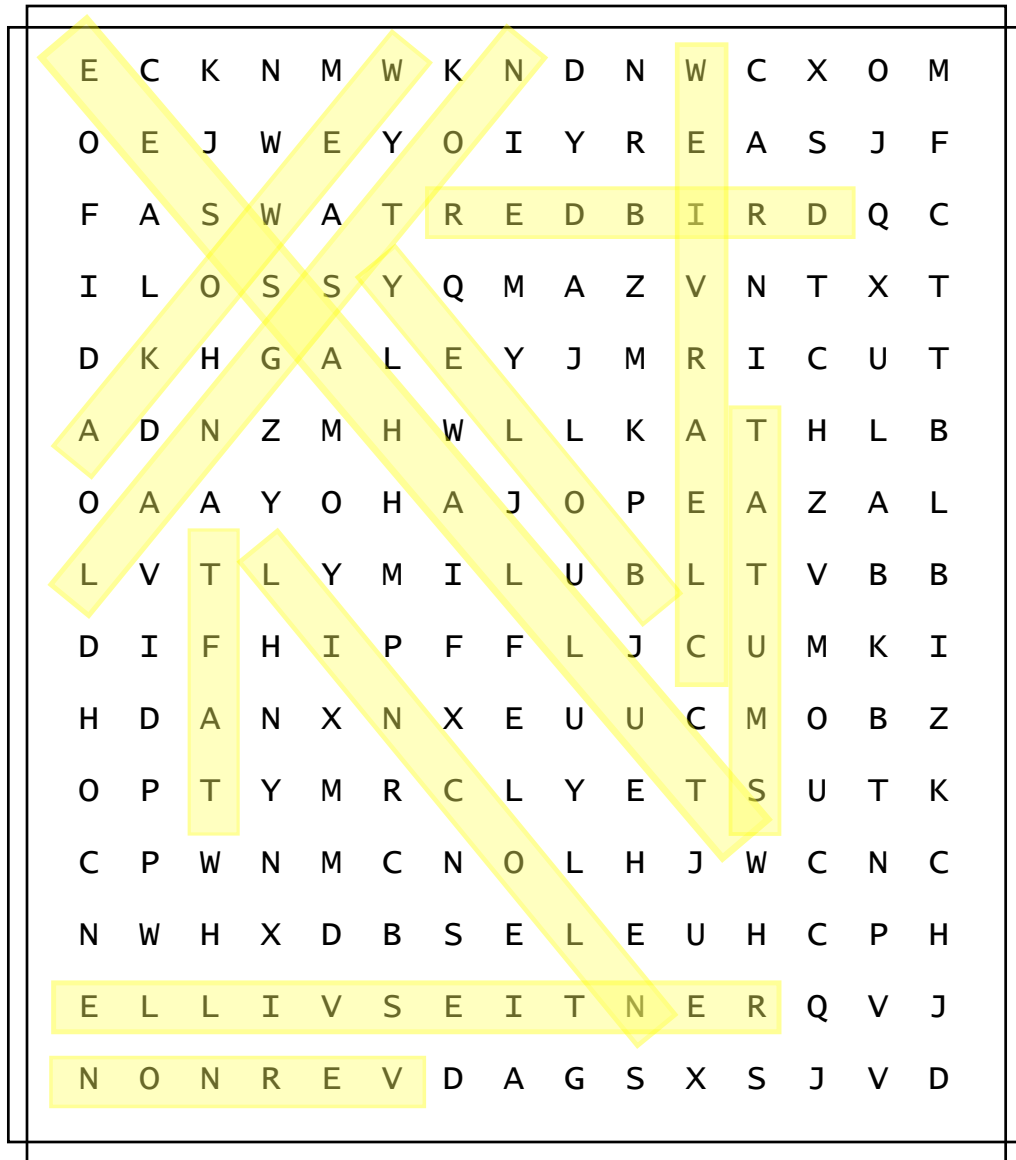 E C K N M W K N D N W C X O M
O E J W E Y O I Y R E A S J F
F A S W A T R E D B I R D Q C
I L O S S Y Q M A Z V N T X T
D K H G A L E Y J M R I C U T
A D N Z M H W L L K A T H L B
O A A Y O H A J O P E A Z A L
L V T L Y M I L U B L T V B B
D I F H I P F F L J C U M K I
H D A N X N X E U U C M O B Z
O P T Y M R C L Y E T S U T K
C P W N M C N O L H J W C N C
N W H X D B S E L E U H C P H
E L L I V S E I T N E R Q V J
N O N R E V D A G S X S J V D